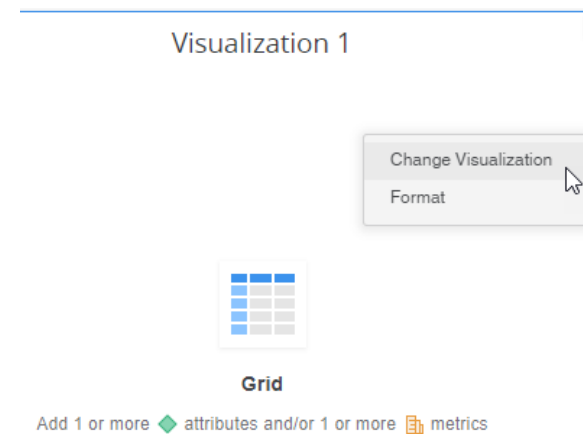 Visualization 1
Change Visualization
Format
Grid
Add 1 or more attributes and/or 1 or more metrics